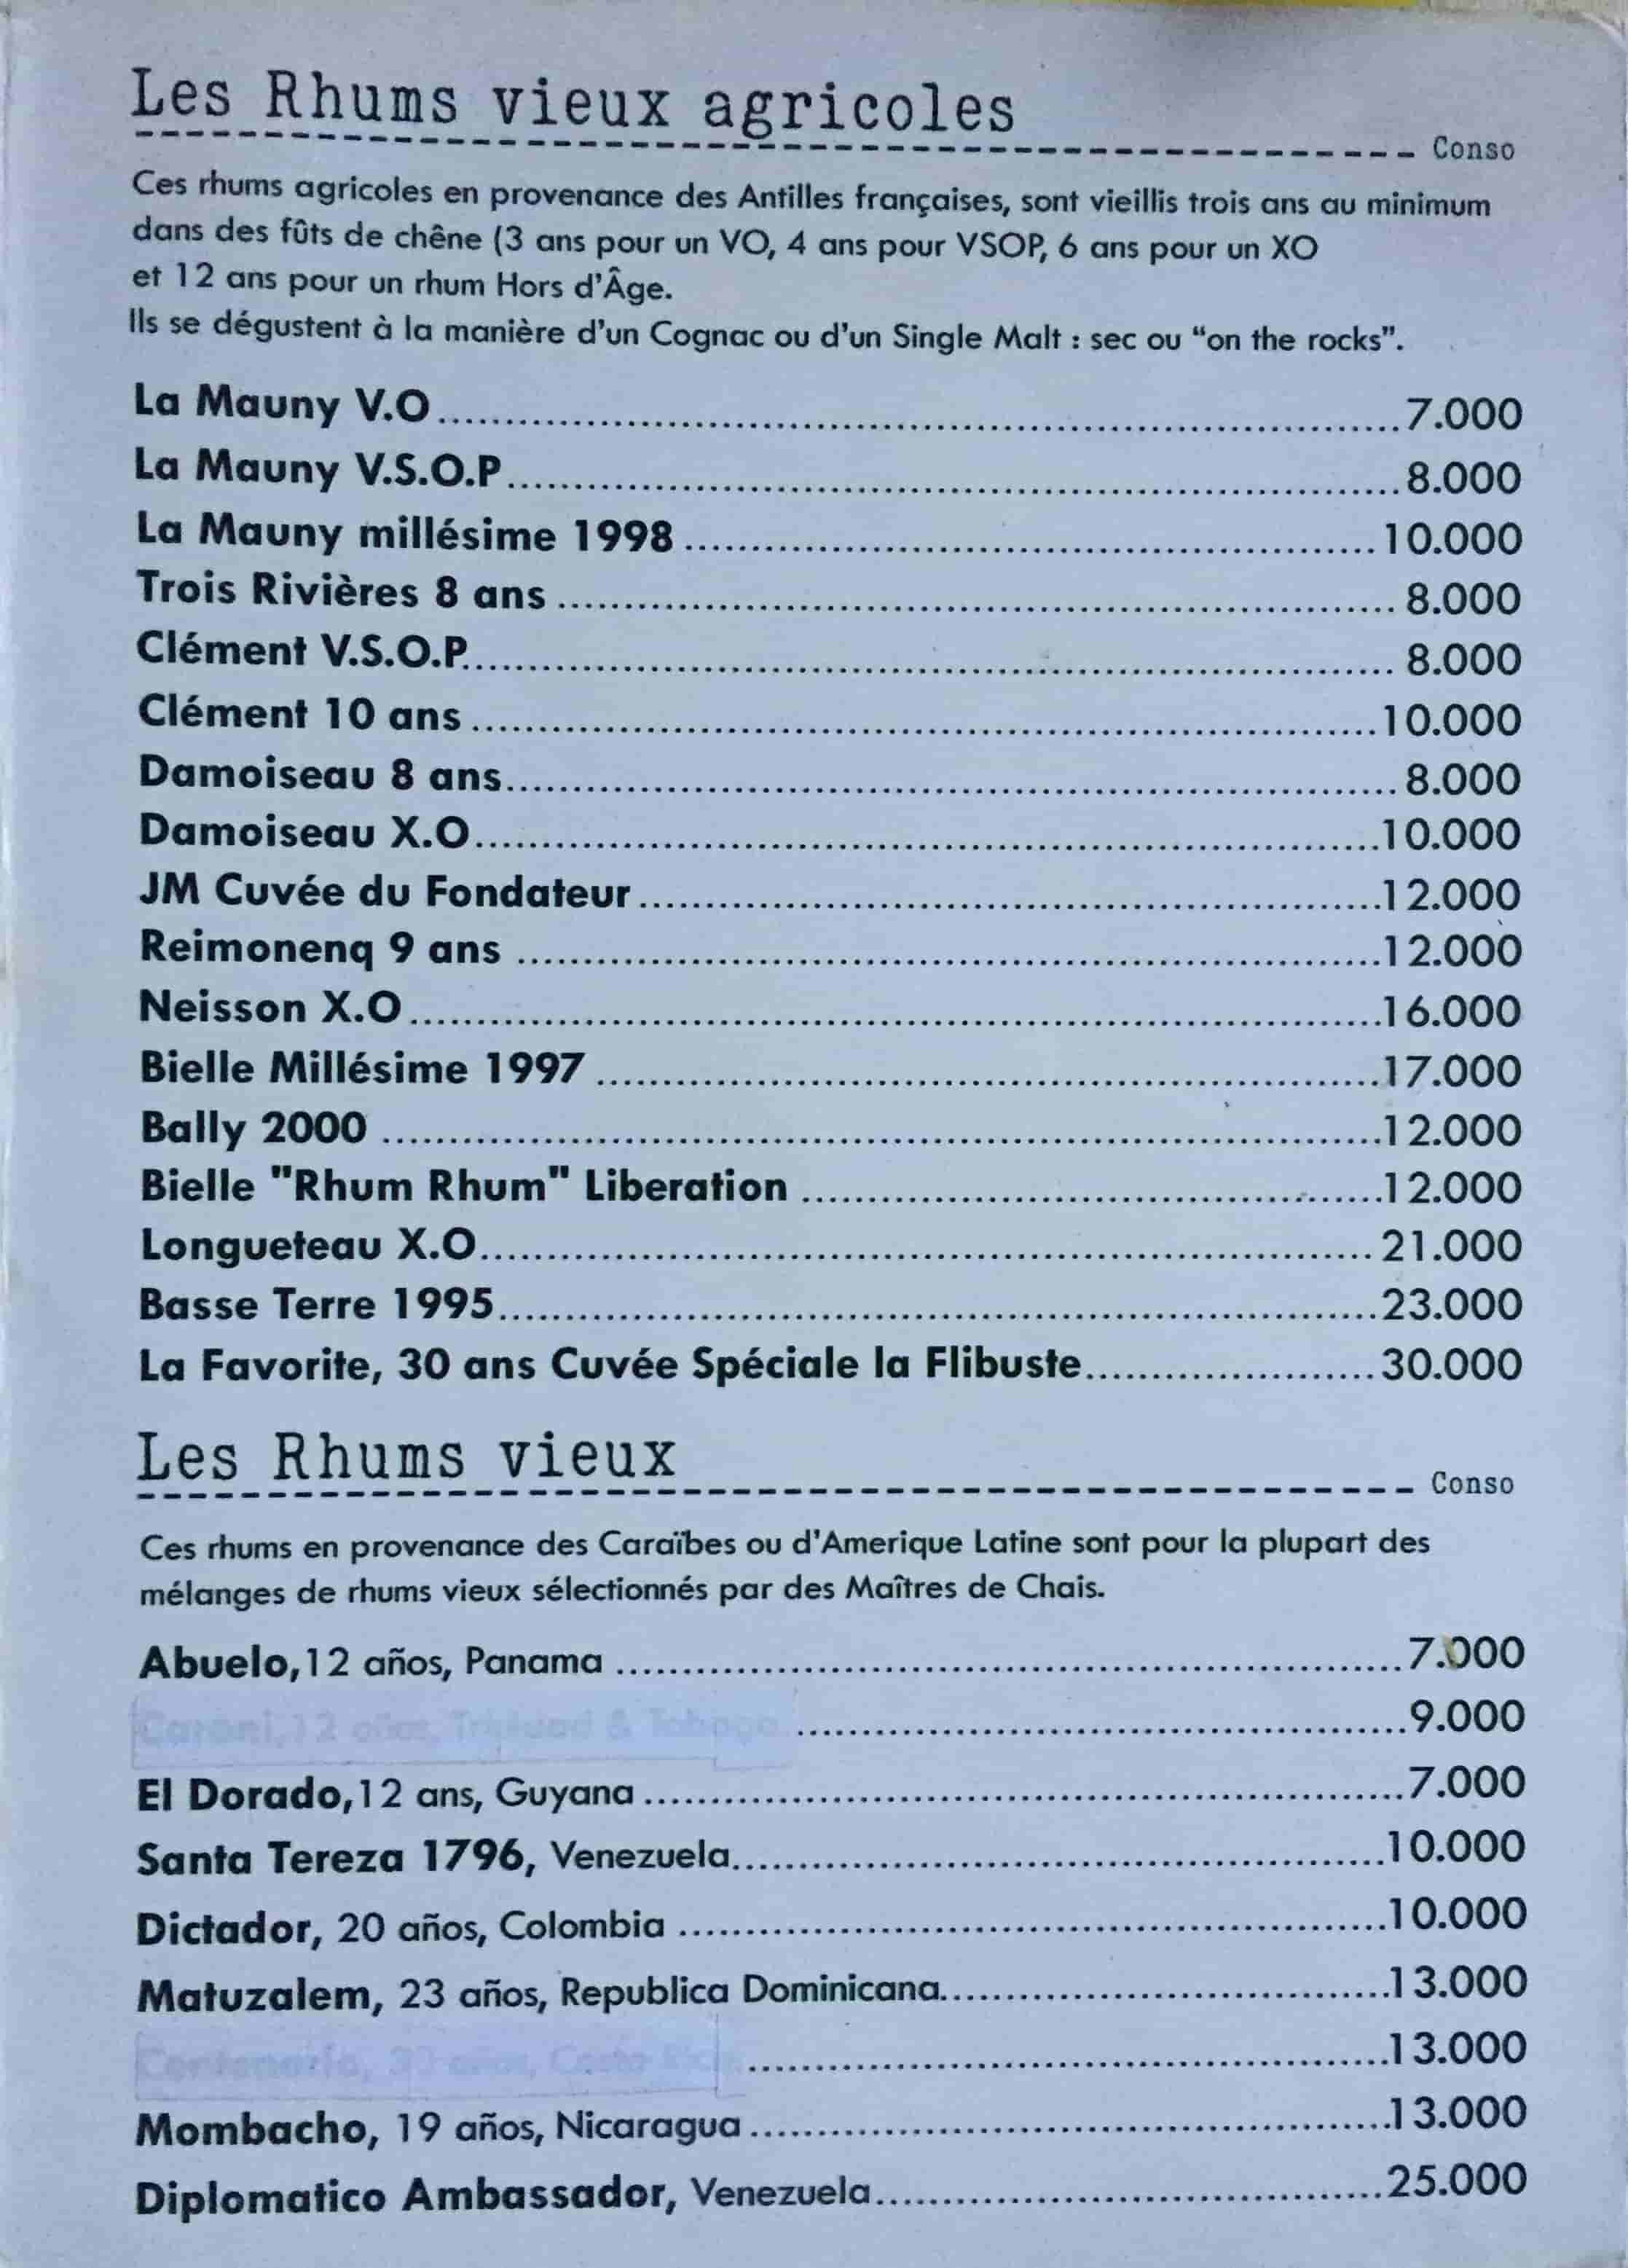 Les Rhums vieux agricoles
Conso
Ces rhums agricoles en provenance des Antilles françaises, sont vieillis trois ans au minimum
dans des fûts de chêne (3 ans pour un VO, 4 ans pour VSOP, 6 ans pour un XO
et 12 ans pour un rhum Hors d'Âge.
Ils se dégustent à la manière d'un Cognac ou d'un Single Malt : sec ou "on the rocks".
La Mauny V.O 7.000
La Mauny V.S.O.P 8.000
La Mauny millésime 1998 10.000
Trois Rivières 8 ans 8.000
Clément V.S.O.P 8.000
Clément 10 ans 10.000
Damoiseau 8 ans 8.000
Damoiseau X.O 10.000
JM Cuvée du Fondateur 12.000
Reimonenq 9 ans 12.000
Neisson X.O 16.000
Bielle Millésime 1997 17.000
Bally 2000 12.000
Bielle "Rhum Rhum" Liberation 12.000
Longueteau X.O 21.000
Basse Terre 1995 23.000
La Favorite, 30 ans Cuvée Spéciale la Flibuste 30.000
Les Rhums vieux
Conso
Ces rhums en provenance des Caraïbes ou d'Amerique Latine sont pour la plupart des
mélanges de rhums vieux sélectionnés par des Maîtres de Chais.
Abuelo,12 años, Panama 7.000
Caroni,12 años, Trinidad & Tobago 9.000
El Dorado,12 ans, Guyana 7.000
Santa Tereza 1796, Venezuela 10.000
Dictador, 20 años, Colombia 10.000
Matuzalem, 23 años, Republica Dominicana 13.000
Centenario, 30 años, Costa Rica 13.000
Mombacho, 19 años, Nicaragua 13.000
Diplomatico Ambassador, Venezuela 25.000